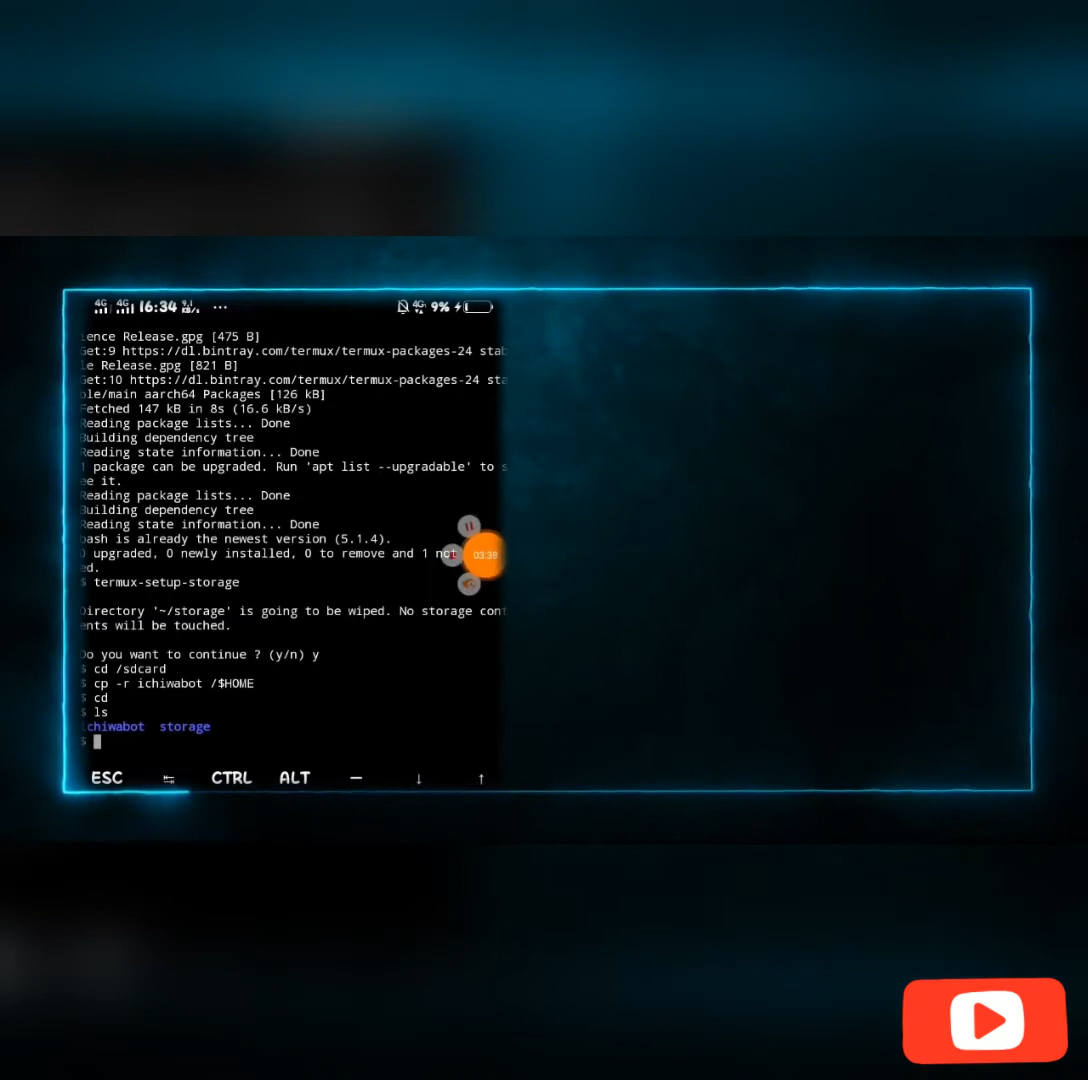 4G 4G 16:34 9.1 KB/s ... 4G 9%
ence Release.gpg [475 B]
Get:9 https://dl.bintray.com/termux/termux-packages-24 stab
le Release.gpg [821 B]
Get:10 https://dl.bintray.com/termux/termux-packages-24 sta
ble/main aarch64 Packages [126 kB]
Fetched 147 kB in 8s (16.6 kB/s)
Reading package lists... Done
Building dependency tree
Reading state information... Done
1 package can be upgraded. Run 'apt list --upgradable' to s
ee it.
Reading package lists... Done
Building dependency tree
Reading state information... Done
bash is already the newest version (5.1.4).
0 upgraded, 0 newly installed, 0 to remove and 1 not
ed.
03:39
$ termux-setup-storage
Directory '~/storage' is going to be wiped. No storage cont
ents will be touched.
Do you want to continue ? (y/n) y
$ cd /sdcard
$ cp -r ichiwabot /$HOME
$ cd
$ ls
ichiwabot storage
$
ESC ↹ CTRL ALT — ↓ ↑